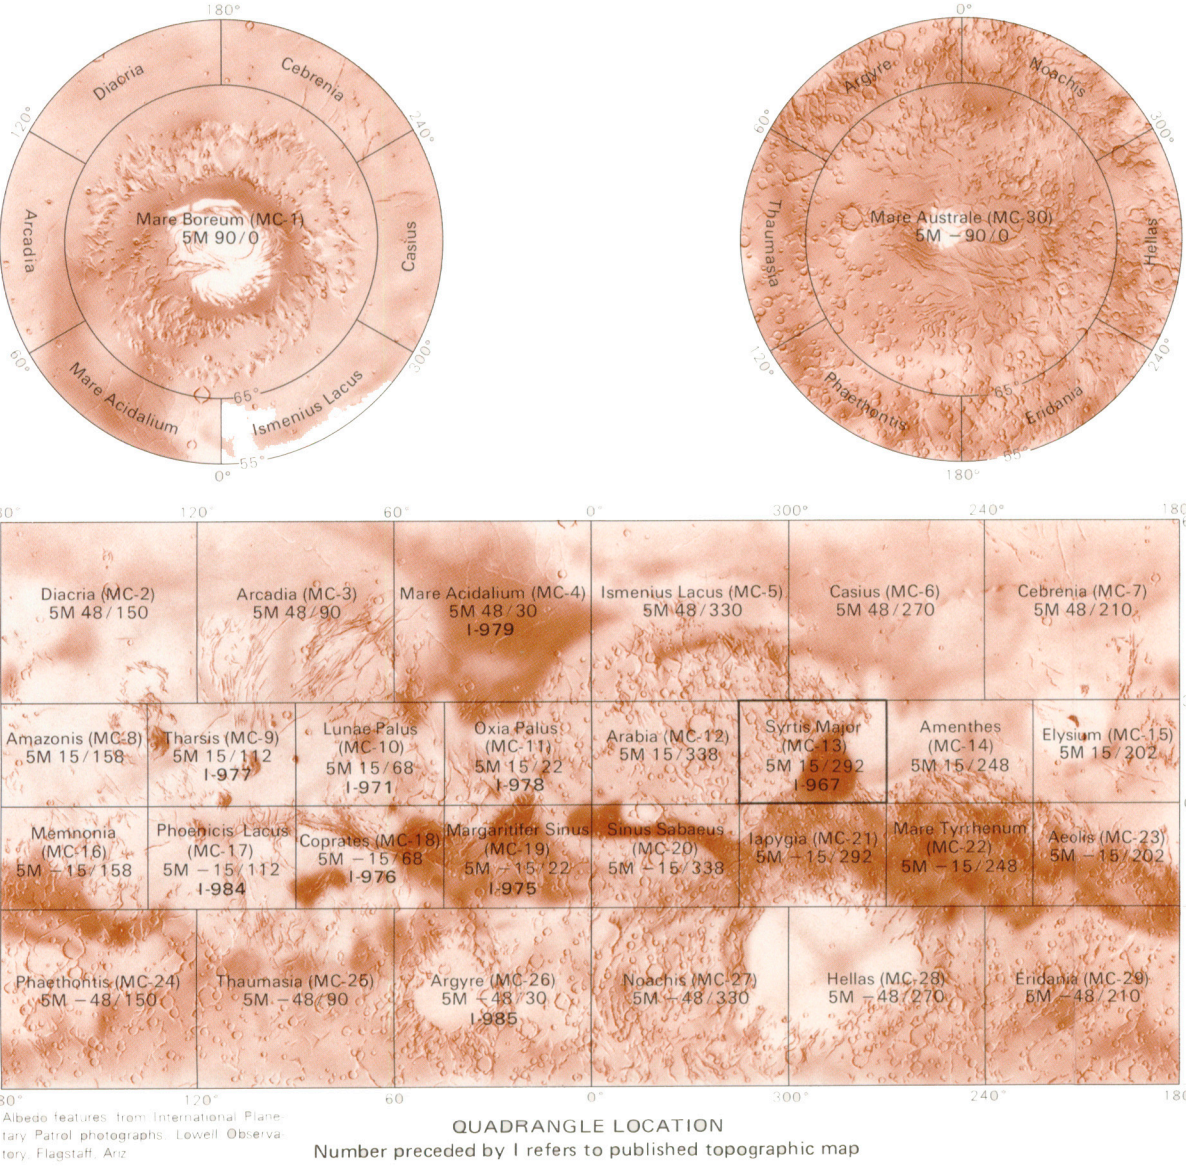 180°
Diacria
Cebrenia
120°
240°
Arcadia
Mare Boreum (MC-1)
5M 90/0
Casius
60°
300°
Mare Acidalium
65°
Ismenius Lacus
55°
0°
0°
Argyre
Noachis
60°
300°
Thaumasia
Mare Australe (MC-30)
5M −90/0
Hellas
120°
240°
Phaethontis
65°
Eridania
55°
180°
80° 120° 60° 0° 300° 240° 180
Diacria (MC-2)
5M 48/150
Arcadia (MC-3)
5M 48/90
Mare Acidalium (MC-4)
5M 48/30
I-979
Ismenius Lacus (MC-5)
5M 48/330
Casius (MC-6)
5M 48/270
Cebrenia (MC-7)
5M 48/210
Amazonis (MC-8)
5M 15/158
Tharsis (MC-9)
5M 15/112
I-977
Lunae Palus
(MC-10)
5M 15/68
I-971
Oxia Palus
(MC-11)
5M 15/22
I-978
Arabia (MC-12)
5M 15/338
Syrtis Major
(MC-13)
5M 15/292
I-967
Amenthes
(MC-14)
5M 15/248
Elysium (MC-15)
5M 15/202
Memnonia
(MC-16)
5M −15/158
Phoenicis Lacus
(MC-17)
5M −15/112
I-984
Coprates (MC-18)
5M −15/68
I-976
Margaritifer Sinus
(MC-19)
5M −15/22
I-975
Sinus Sabaeus
(MC-20)
5M −15/338
Iapygia (MC-21)
5M −15/292
Mare Tyrrhenum
(MC-22)
5M −15/248
Aeolis (MC-23)
5M −15/202
Phaethontis (MC-24)
5M −48/150
Thaumasia (MC-25)
5M −48/90
Argyre (MC-26)
5M −48/30
I-985
Noachis (MC-27)
5M −48/330
Hellas (MC-28)
5M −48/270
Eridania (MC-29)
5M −48/210
80° 120° 60 0° 300° 240° 180
Albedo features from International Plane-
tary Patrol photographs. Lowell Observa-
tory. Flagstaff. Ariz
QUADRANGLE LOCATION
Number preceded by I refers to published topographic map